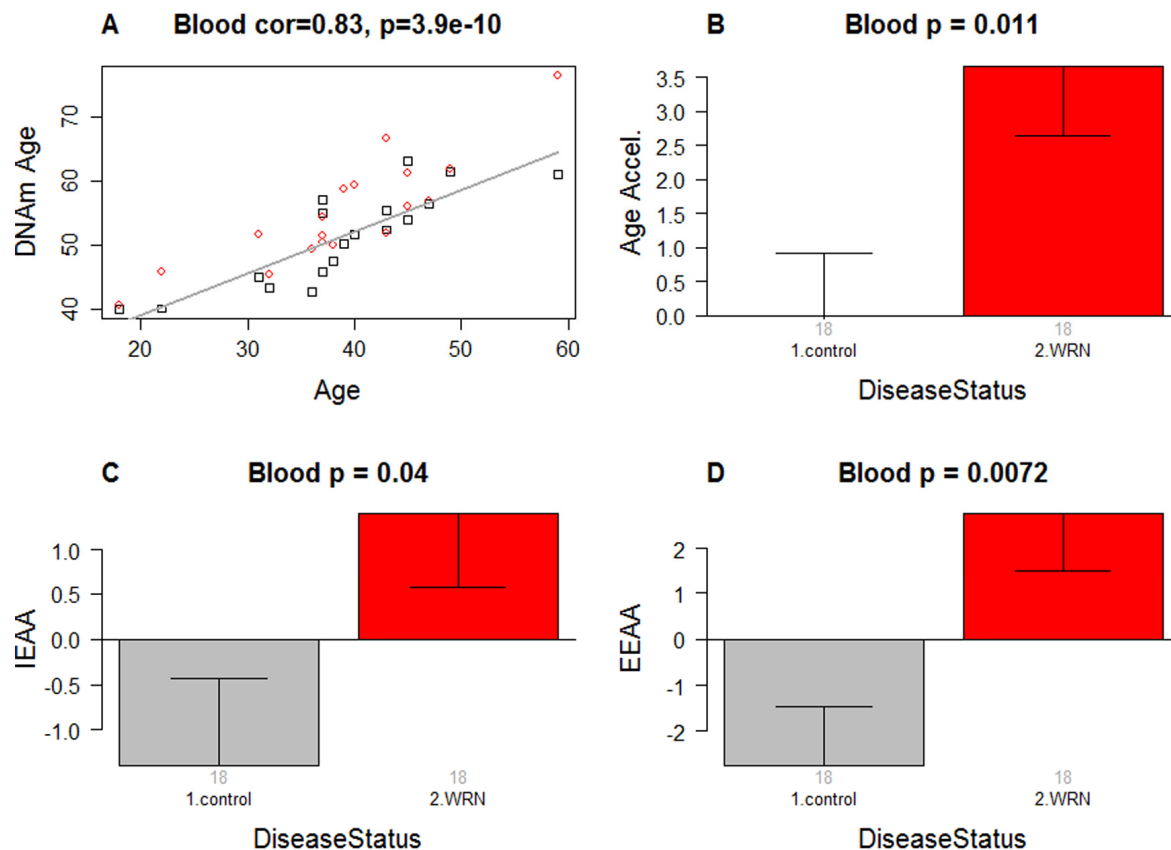 A Blood cor=0.83, p=3.9e-10
DNAm Age
70
60
50
40
20 30 40 50 60
Age
B Blood p = 0.011
Age Accel.
3.5
3.0
2.5
2.0
1.5
1.0
0.5
0.0
18 18
1.control 2.WRN
DiseaseStatus
C Blood p = 0.04
IEAA
1.0
0.5
0.0
-0.5
-1.0
18 18
1.control 2.WRN
DiseaseStatus
D Blood p = 0.0072
EEAA
2
1
0
-1
-2
18 18
1.control 2.WRN
DiseaseStatus